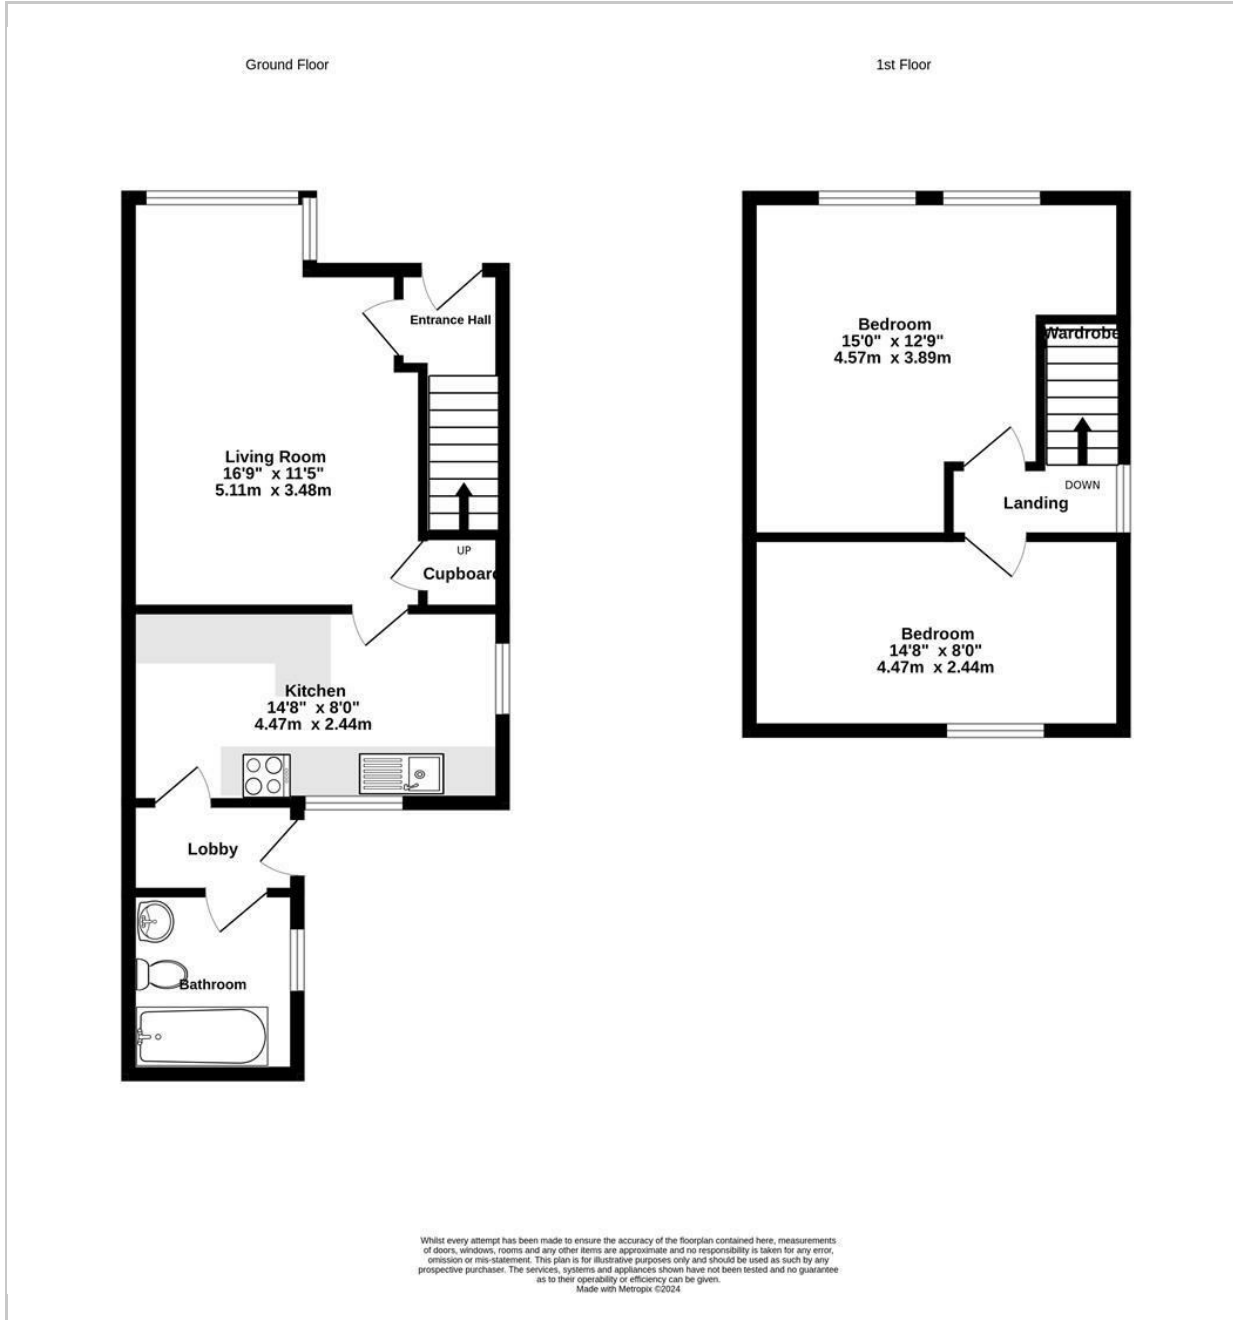 Ground Floor
1st Floor
Entrance Hall
Living Room
16'9" x 11'5"
5.11m x 3.48m
UP
Cupboard
Kitchen
14'8" x 8'0"
4.47m x 2.44m
Lobby
Bathroom
Bedroom
15'0" x 12'9"
4.57m x 3.89m
Wardrobe
DOWN
Landing
Bedroom
14'8" x 8'0"
4.47m x 2.44m
Whilst every attempt has been made to ensure the accuracy of the floorplan contained here, measurements
of doors, windows, rooms and any other items are approximate and no responsibility is taken for any error,
omission or mis-statement. This plan is for illustrative purposes only and should be used as such by any
prospective purchaser. The services, systems and appliances shown have not been tested and no guarantee
as to their operability or efficiency can be given.
Made with Metropix ©2024